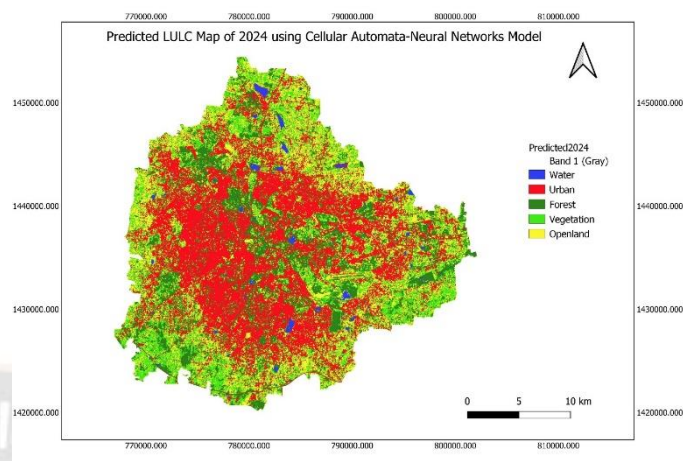 770000.000 780000.000 790000.000 800000.000 810000.000
Predicted LULC Map of 2024 using Cellular Automata-Neural Networks Model
1450000.000 1450000.000
Predicted2024
Band 1 (Gray)
Water
Urban
Forest
Vegetation
Openland
1440000.000 1440000.000
1430000.000 1430000.000
0 5 10 km
1420000.000 1420000.000
770000.000 780000.000 790000.000 800000.000 810000.000